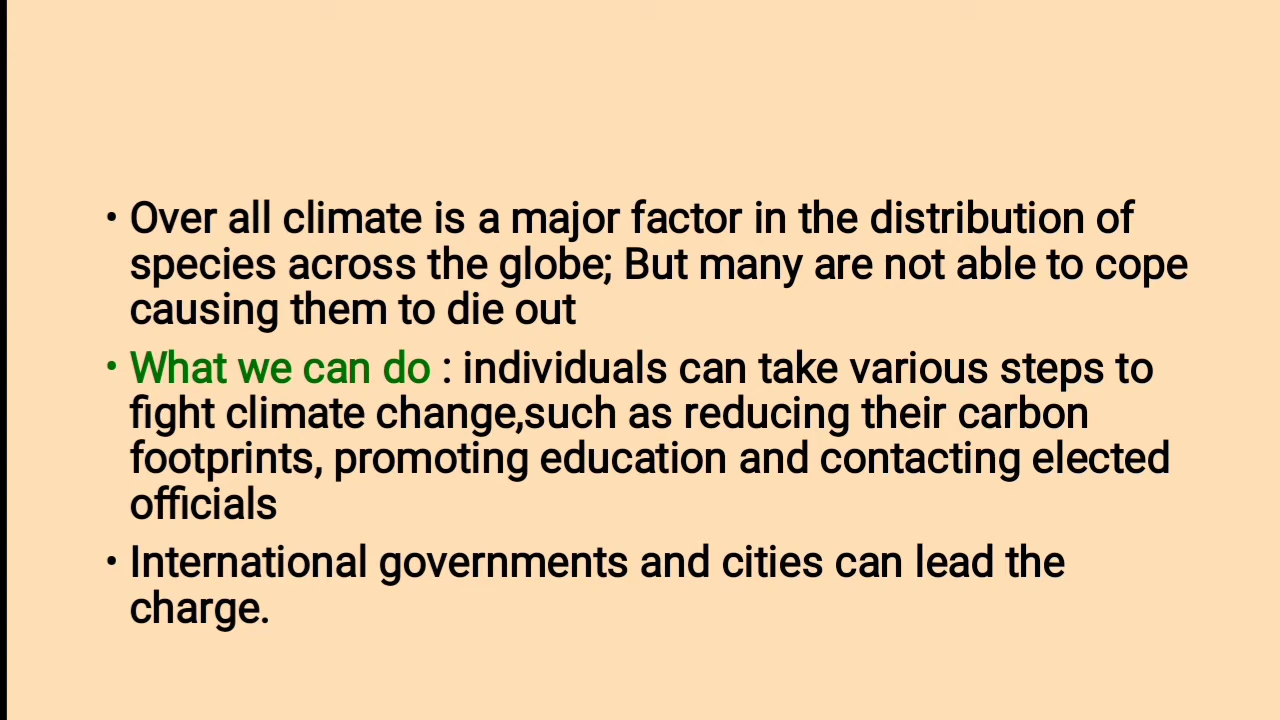 • Over all climate is a major factor in the distribution of
species across the globe; But many are not able to cope
causing them to die out
• What we can do : individuals can take various steps to
fight climate change,such as reducing their carbon
footprints, promoting education and contacting elected
officials
• International governments and cities can lead the
charge.